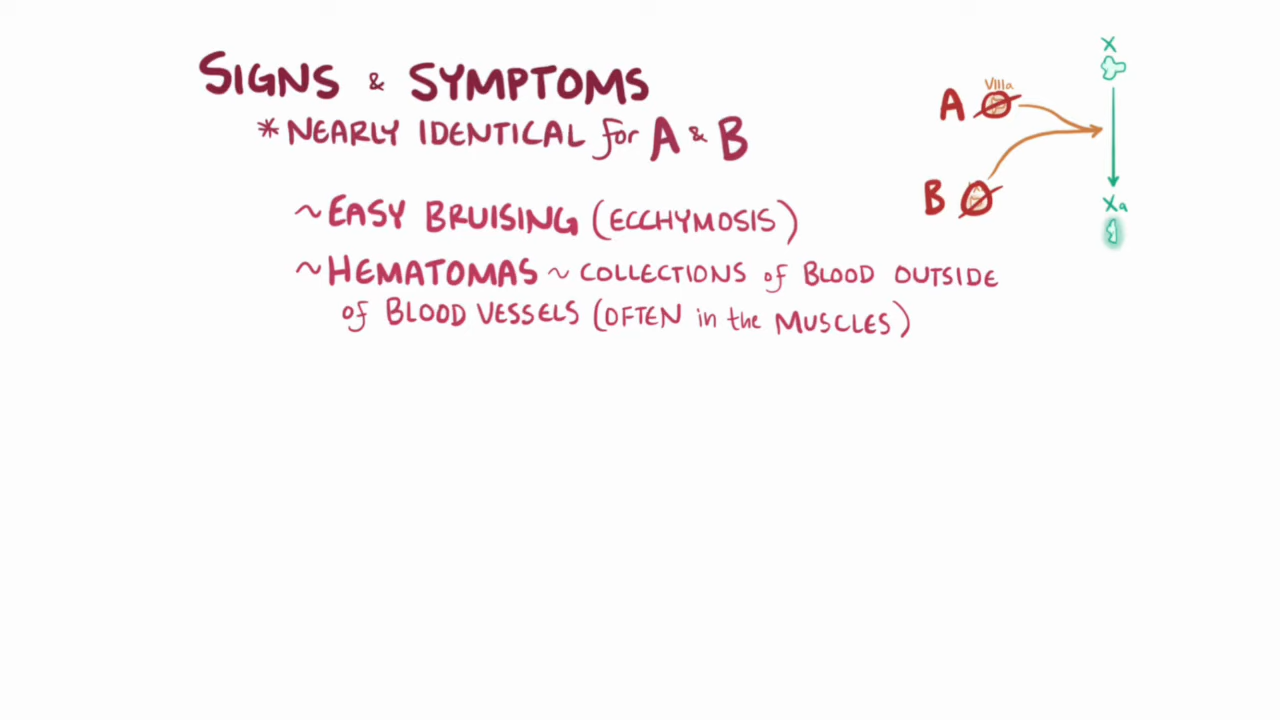 SIGNS & SYMPTOMS
* NEARLY IDENTICAL for A & B
~ EASY BRUISING (ECCHYMOSIS)
~ HEMATOMAS ~ COLLECTIONS of BLOOD OUTSIDE
of BLOOD VESSELS (OFTEN in the MUSCLES)
X
VIIIa
A
B
Xa